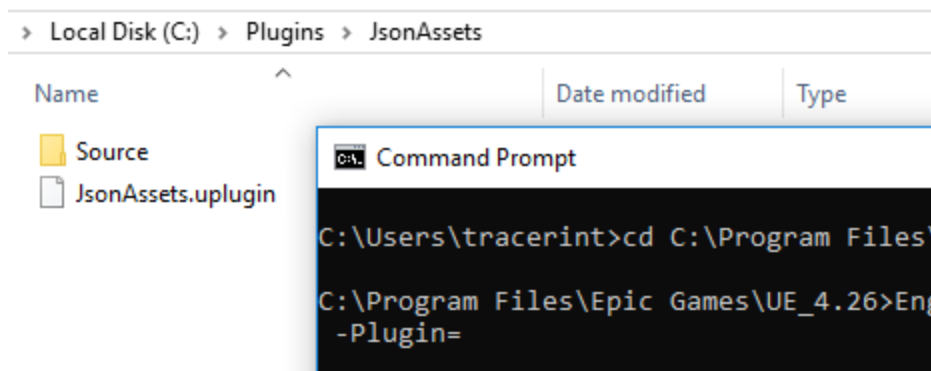 > Local Disk (C:) > Plugins > JsonAssets
Name Date modified Type
Source
JsonAssets.uplugin
Command Prompt
C:\Users\tracerint>cd C:\Program Files\
C:\Program Files\Epic Games\UE_4.26>Eng
-Plugin=